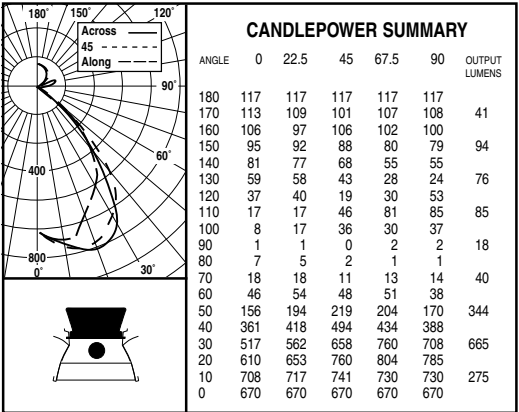 180° 150° 120°
Across
45
Along
90°
60°
400
800
0° 30°
CANDLEPOWER SUMMARY
ANGLE 0 22.5 45 67.5 90 OUTPUT LUMENS
180 117 117 117 117 117
170 113 109 101 107 108 41
160 106 97 106 102 100
150 95 92 88 80 79 94
140 81 77 68 55 55
130 59 58 43 28 24 76
120 37 40 19 30 53
110 17 17 46 81 85 85
100 8 17 36 30 37
90 1 1 0 2 2 18
80 7 5 2 1 1
70 18 18 11 13 14 40
60 46 54 48 51 38
50 156 194 219 204 170 344
40 361 418 494 434 388
30 517 562 658 760 708 665
20 610 653 760 804 785
10 708 717 741 730 730 275
0 670 670 670 670 670